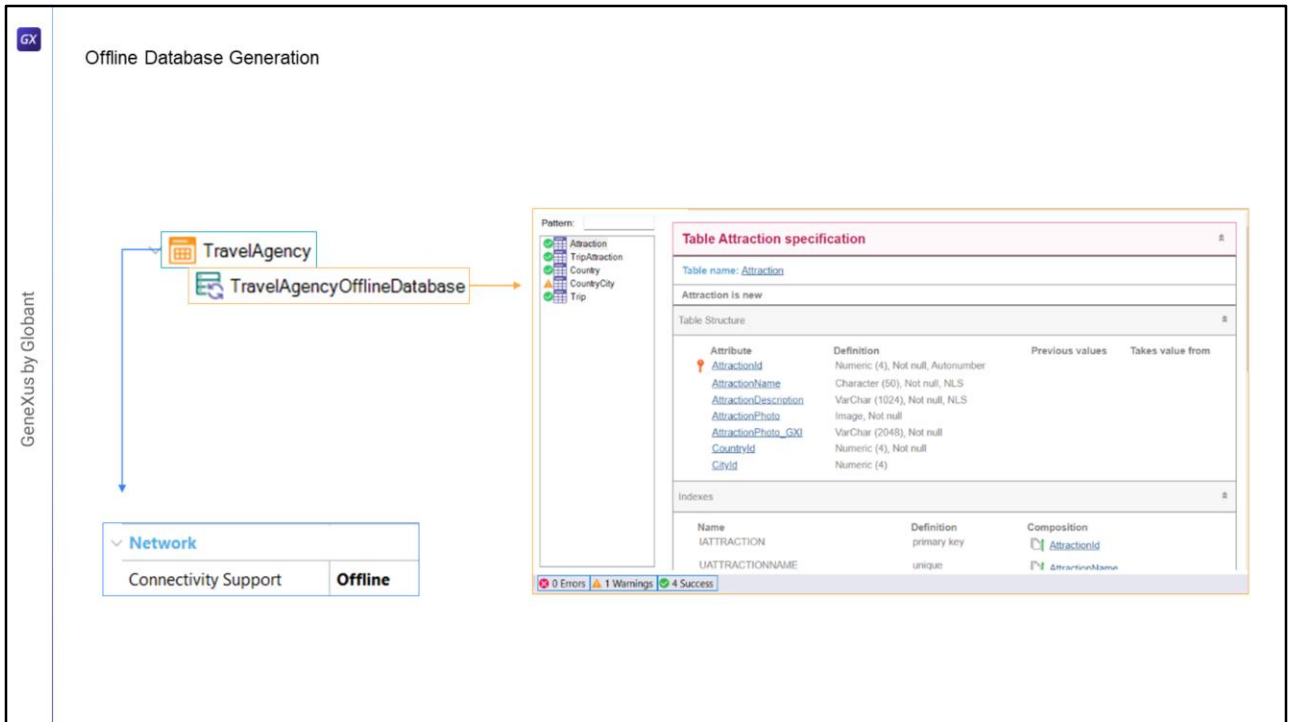 GX
Offline Database Generation
GeneXus by Globant
TravelAgency
TravelAgencyOfflineDatabase
Network
Connectivity Support Offline
Pattern:
Attraction
TripAttraction
Country
CountryCity
Trip
0 Errors 1 Warnings 4 Success
Table Attraction specification
Table name: Attraction
Attraction is new
Table Structure
Attribute Definition Previous values Takes value from
AttractionId Numeric (4), Not null, Autonumber
AttractionName Character (50), Not null, NLS
AttractionDescription VarChar (1024), Not null, NLS
AttractionPhoto Image, Not null
AttractionPhoto_GXI VarChar (2048), Not null
CountryId Numeric (4), Not null
CityId Numeric (4)
Indexes
Name Definition Composition
IATTRACTION primary key AttractionId
UATTRACTIONNAME unique AttractionName